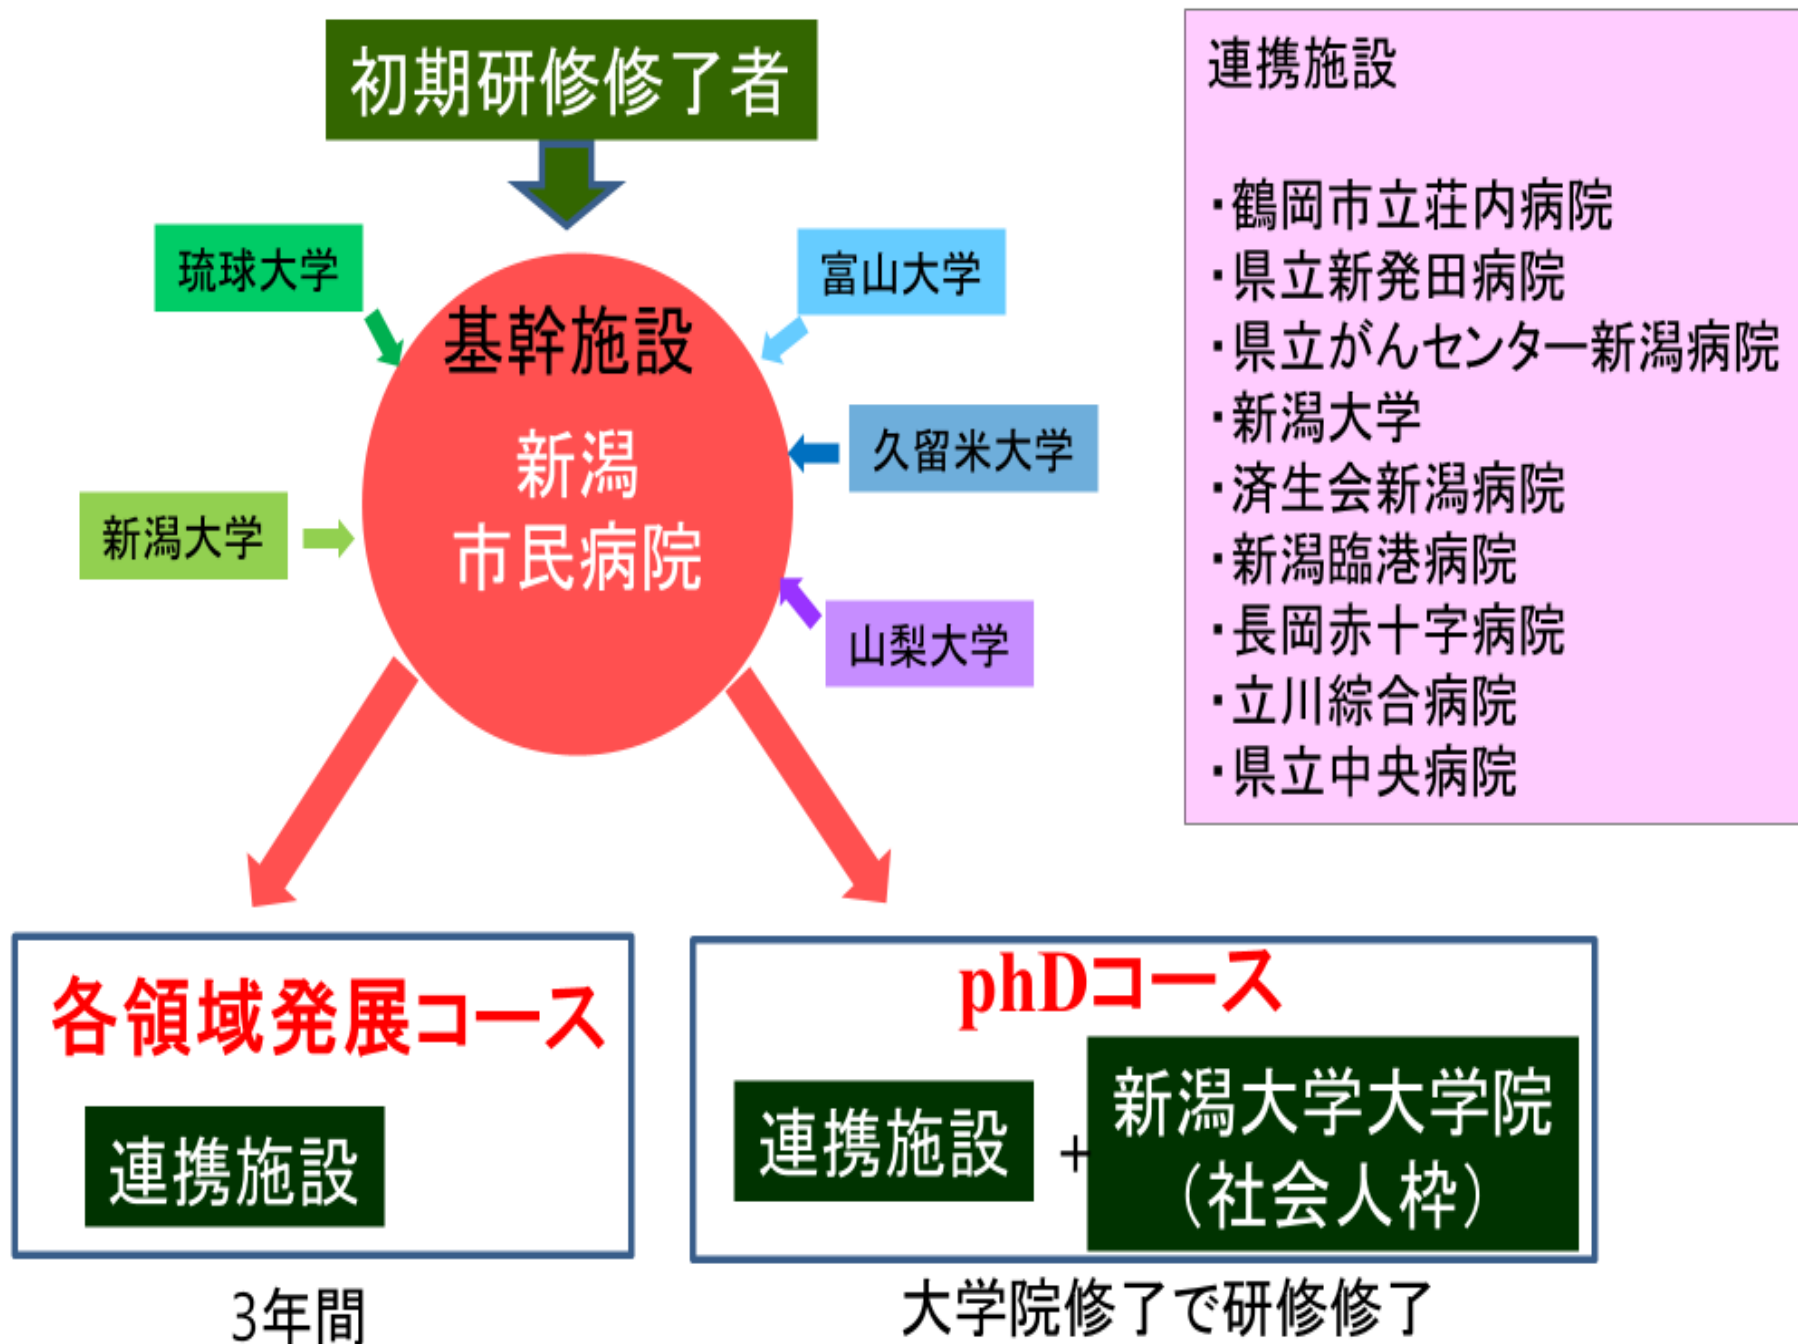 初期研修修了者
琉球大学
富山大学
基幹施設
新潟
市民病院
久留米大学
新潟大学
山梨大学
連携施設
・鶴岡市立荘内病院
・県立新発田病院
・県立がんセンター新潟病院
・新潟大学
・済生会新潟病院
・新潟臨港病院
・長岡赤十字病院
・立川綜合病院
・県立中央病院
各領域発展コース
連携施設
3年間
phDコース
連携施設
+
新潟大学大学院
（社会人枠）
大学院修了で研修修了